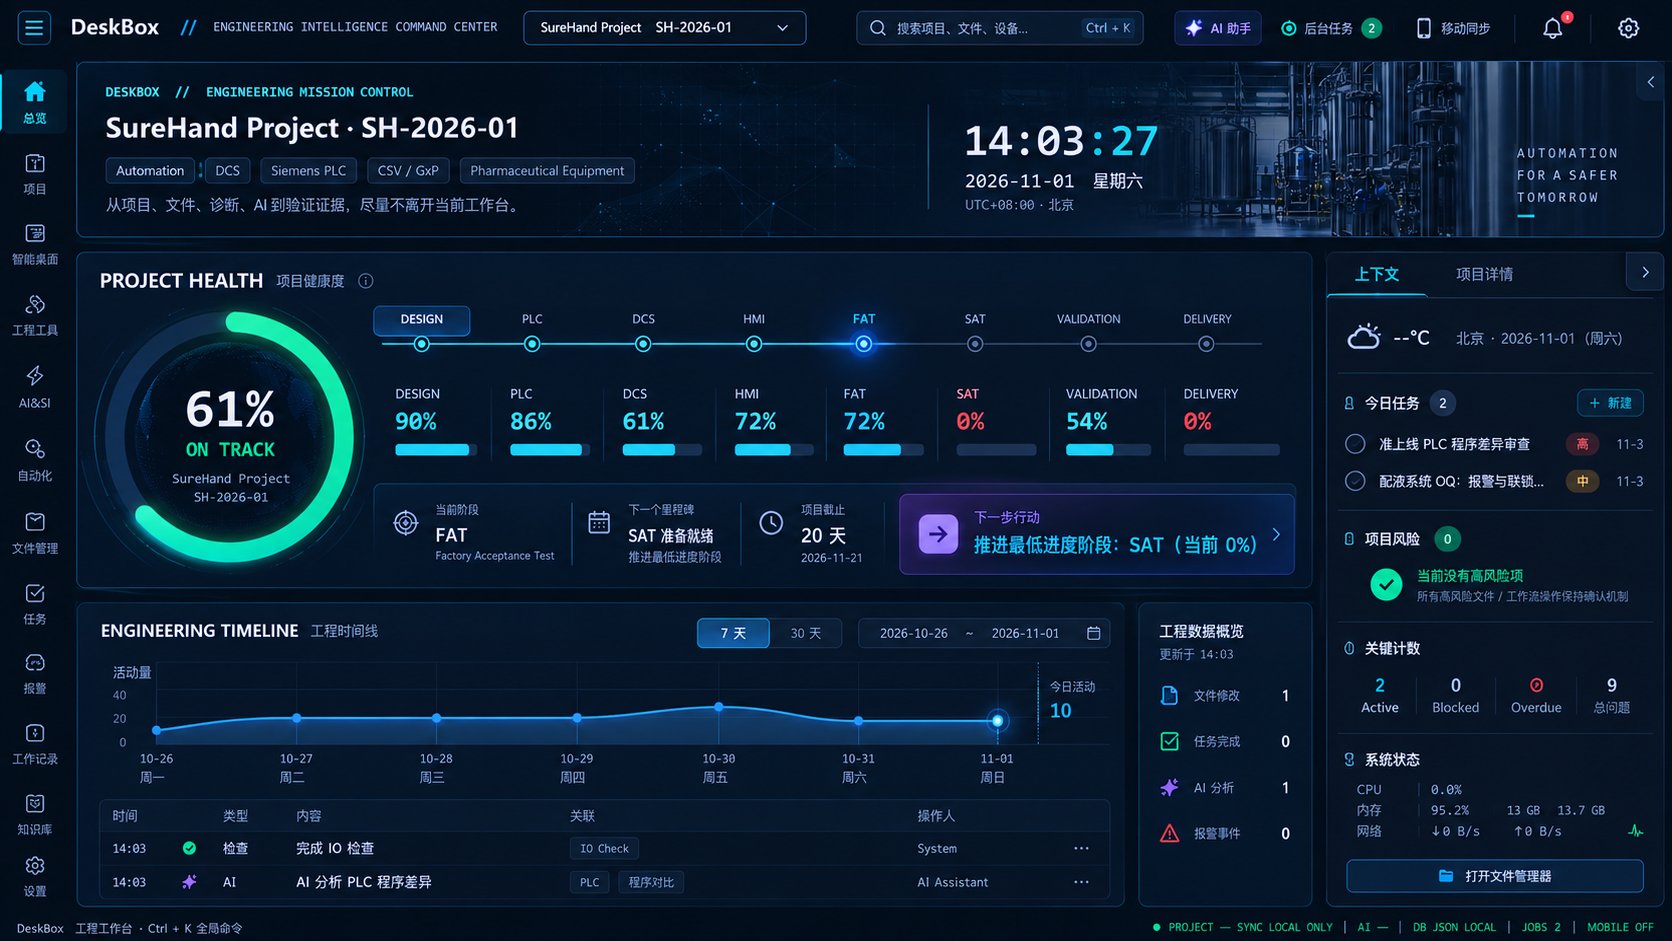 DeskBox // ENGINEERING INTELLIGENCE COMMAND CENTER
SureHand Project SH-2026-01
搜索项目、文件、设备... Ctrl + K
AI 助手
后台任务 2
移动同步
1
总览
项目
智能桌面
工程工具
AI&SI
自动化
文件管理
任务
报警
工作记录
知识库
设置
DESKBOX // ENGINEERING MISSION CONTROL
SureHand Project · SH-2026-01
Automation DCS Siemens PLC CSV / GxP Pharmaceutical Equipment
从项目、文件、诊断、AI 到验证证据，尽量不离开当前工作台。
14:03:27
2026-11-01 星期六
UTC+08:00 · 北京
AUTOMATION
FOR A SAFER
TOMORROW
PROJECT HEALTH 项目健康度
61%
ON TRACK
SureHand Project
SH-2026-01
DESIGN PLC DCS HMI FAT SAT VALIDATION DELIVERY
DESIGN PLC DCS HMI FAT SAT VALIDATION DELIVERY
90% 86% 61% 72% 72% 0% 54% 0%
当前阶段
FAT
Factory Acceptance Test
下一个里程碑
SAT 准备就绪
推进最低进度阶段
项目截止
20 天
2026-11-21
下一步行动
推进最低进度阶段：SAT（当前 0%）
ENGINEERING TIMELINE 工程时间线
7 天 30 天
2026-10-26 ~ 2026-11-01
活动量
40
20
0
10-26 10-27 10-28 10-29 10-30 10-31 11-01
周一 周二 周三 周四 周五 周六 周日
今日活动
10
时间 类型 内容 关联 操作人
14:03 检查 完成 IO 检查 IO Check System ···
14:03 AI AI 分析 PLC 程序差异 PLC 程序对比 AI Assistant ···
工程数据概览
更新于 14:03
文件修改 1
任务完成 0
AI 分析 1
报警事件 0
上下文 项目详情
--°C 北京 · 2026-11-01（周六）
今日任务 2 + 新建
准上线 PLC 程序差异审查 高 11-3
配液系统 OQ：报警与联锁... 中 11-3
项目风险 0
当前没有高风险项
所有高风险文件 / 工作流操作保持确认机制
关键计数
2 0 9
Active Blocked Overdue 总问题
系统状态
CPU 0.0%
内存 95.2% 13 GB 13.7 GB
网络 ↓0 B/s ↑0 B/s
打开文件管理器
DeskBox 工程工作台 · Ctrl + K 全局命令
PROJECT — SYNC LOCAL ONLY | AI — | DB JSON LOCAL | JOBS 2 | MOBILE OFF